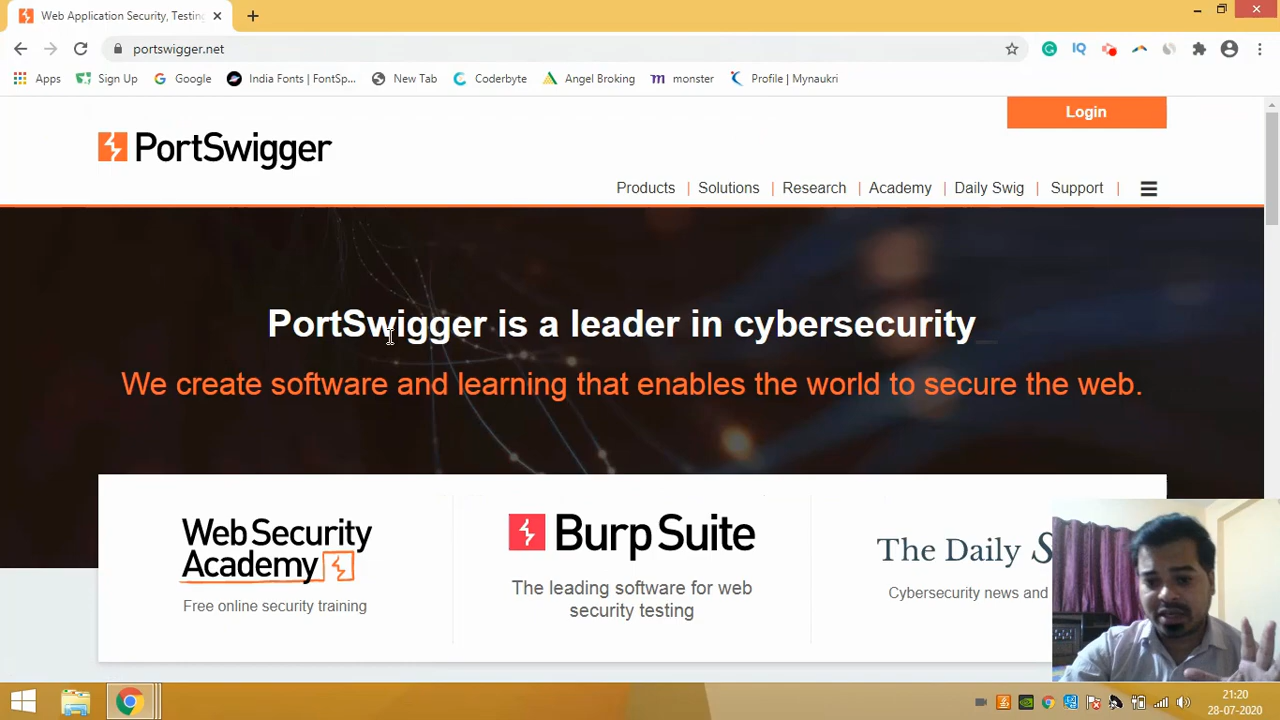 Web Application Security, Testing
portswigger.net
Apps
Sign Up
Google
India Fonts | FontSp...
New Tab
Coderbyte
Angel Broking
monster
Profile | Mynaukri
Login
PortSwigger
Products | Solutions | Research | Academy | Daily Swig | Support |
PortSwigger is a leader in cybersecurity_
We create software and learning that enables the world to secure the web.
Web Security
Academy
Free online security training
Burp Suite
The leading software for web
security testing
The Daily S
Cybersecurity news and
21:20
28-07-2020